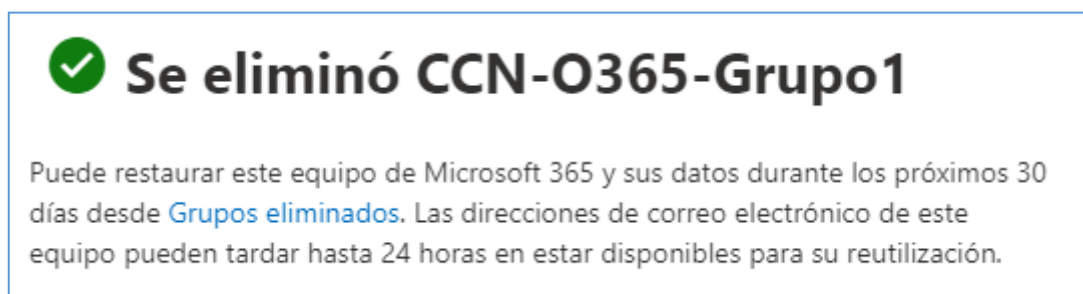 Se eliminó CCN-O365-Grupo1
Puede restaurar este equipo de Microsoft 365 y sus datos durante los próximos 30
días desde Grupos eliminados. Las direcciones de correo electrónico de este
equipo pueden tardar hasta 24 horas en estar disponibles para su reutilización.